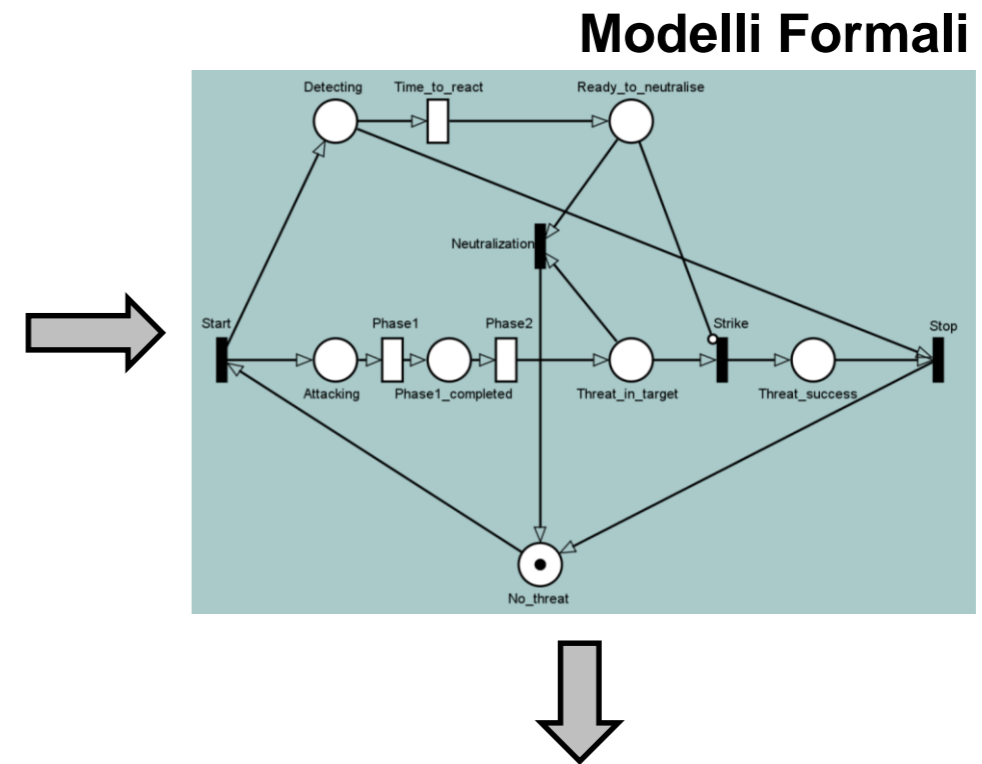 Modelli Formali
Detecting
Time_to_react
Ready_to_neutralise
Neutralization
Start
Phase1
Phase2
Strike
Stop
Attacking
Phase1_completed
Threat_in_target
Threat_success
No_threat